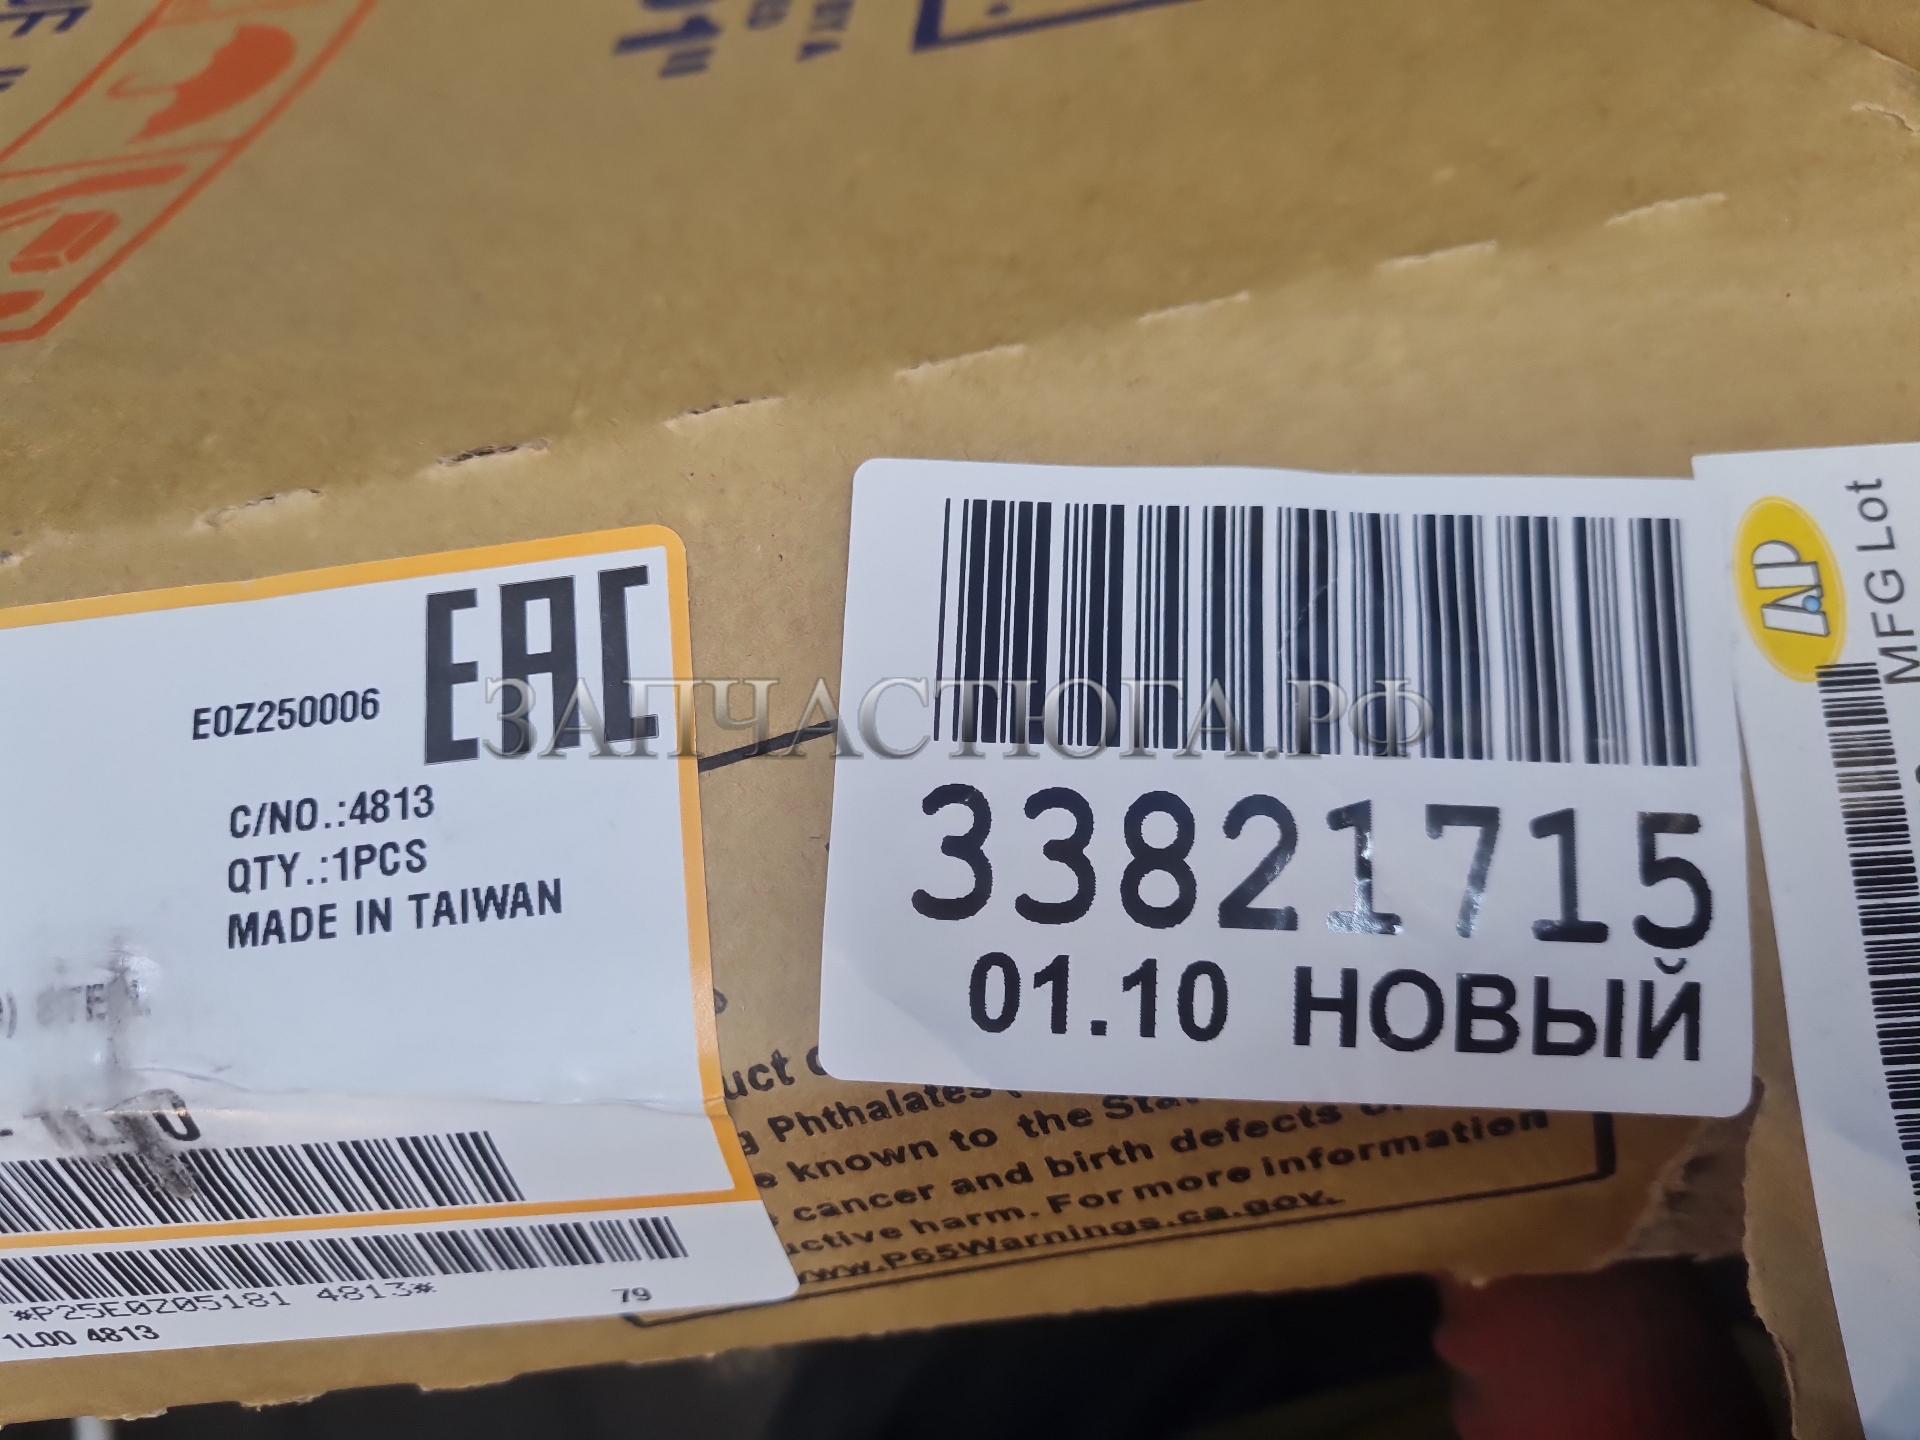 E0Z250006
EAC
ЗАПЧАСТЮГА.РФ
C/NO.:4813
QTY.:1PCS
MADE IN TAIWAN
*P25E0Z05181 4813*
79
1L00 4813
33821715
01.10 НОВЫЙ
AP
MFG Lot
Phthalates
known to the
cancer and birth defects
harm. For more information
www.P65Warnings.ca.gov.